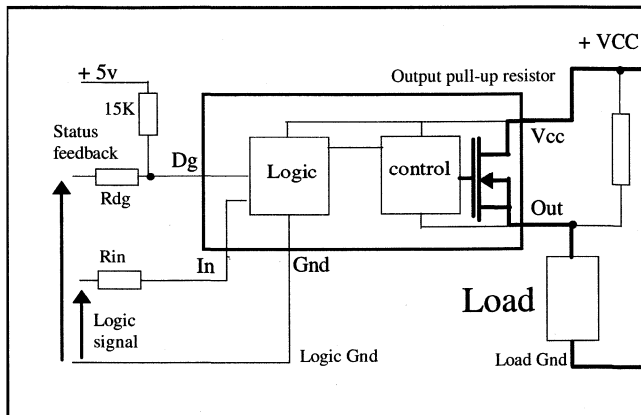 + VCC
+ 5v
Output pull-up resistor
15K
Status
feedback
Vcc
Dg
Logic
control
Rdg
Out
Rin
In
Gnd
Load
Logic
signal
Logic Gnd
Load Gnd